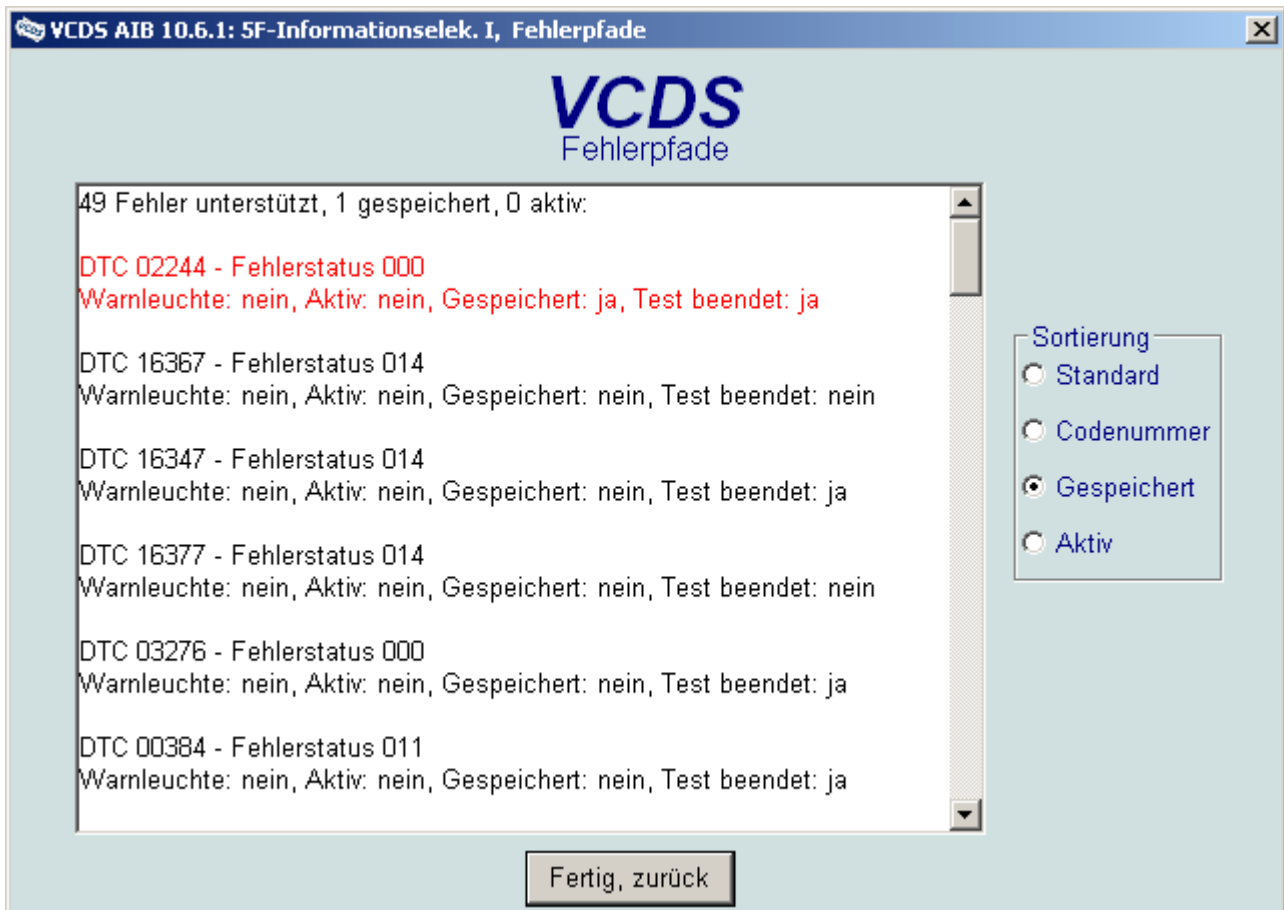 VCDS AIB 10.6.1: 5F-Informationselek. I, Fehlerpfade
VCDS
Fehlerpfade
49 Fehler unterstützt, 1 gespeichert, 0 aktiv:
DTC 02244 - Fehlerstatus 000
Warnleuchte: nein, Aktiv: nein, Gespeichert: ja, Test beendet: ja
DTC 16367 - Fehlerstatus 014
Warnleuchte: nein, Aktiv: nein, Gespeichert: nein, Test beendet: nein
DTC 16347 - Fehlerstatus 014
Warnleuchte: nein, Aktiv: nein, Gespeichert: nein, Test beendet: ja
DTC 16377 - Fehlerstatus 014
Warnleuchte: nein, Aktiv: nein, Gespeichert: nein, Test beendet: nein
DTC 03276 - Fehlerstatus 000
Warnleuchte: nein, Aktiv: nein, Gespeichert: nein, Test beendet: ja
DTC 00384 - Fehlerstatus 011
Warnleuchte: nein, Aktiv: nein, Gespeichert: nein, Test beendet: ja
Sortierung
Standard
Codenummer
Gespeichert
Aktiv
Fertig, zurück